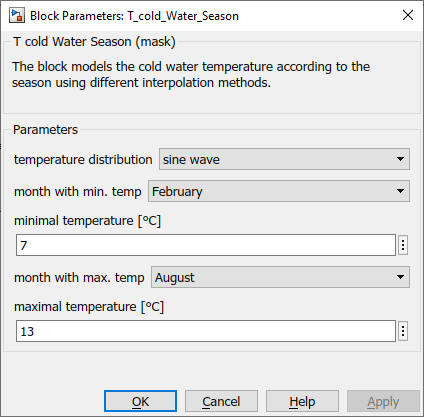 Block Parameters: T_cold_Water_Season
T cold Water Season (mask)
The block models the cold water temperature according to the
season using different interpolation methods.
Parameters
temperature distribution sine wave
month with min. temp February
minimal temperature [°C]
7
month with max. temp August
maximal temperature [°C]
13
OK Cancel Help Apply